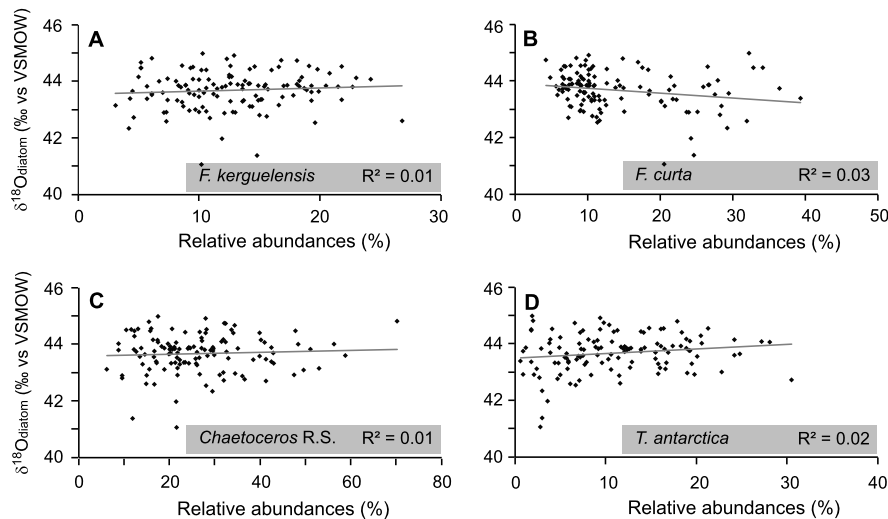 A
δ18Odiatom (‰ vs VSMOW)
46
44
42
40
F. kerguelensis R² = 0.01
0 10 20 30
Relative abundances (%)
B
46
44
42
40
F. curta R² = 0.03
0 10 20 30 40 50
Relative abundances (%)
C
δ18Odiatom (‰ vs VSMOW)
46
44
42
40
Chaetoceros R.S. R² = 0.01
0 20 40 60 80
Relative abundances (%)
D
46
44
42
40
T. antarctica R² = 0.02
0 10 20 30 40
Relative abundances (%)